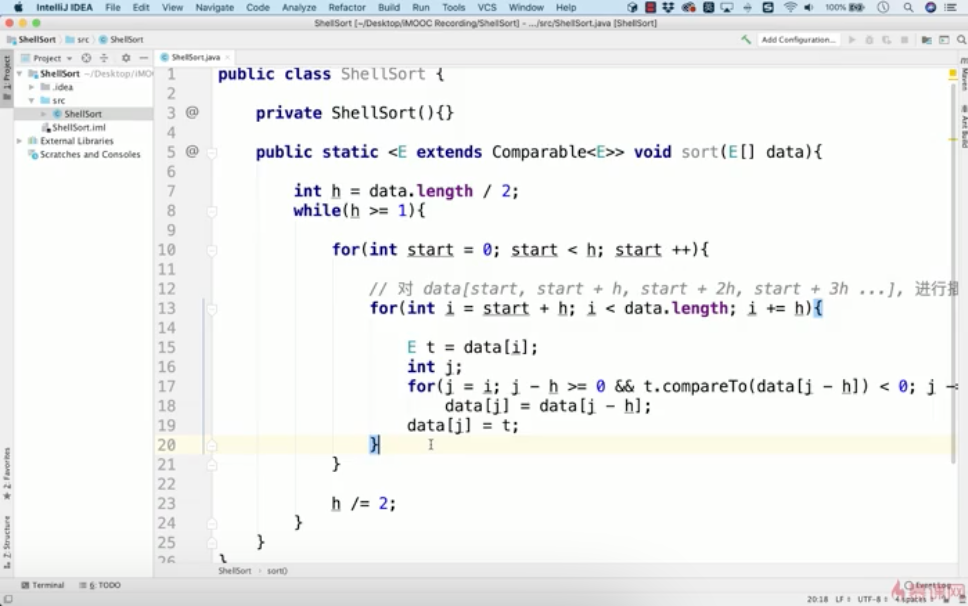 IntelliJ IDEA File Edit View Navigate Code Analyze Refactor Build Run Tools VCS Window Help 100%
ShellSort [~/Desktop/iMOOC Recording/ShellSort] - .../src/ShellSort.java [ShellSort]
ShellSort src ShellSort Add Configuration...
Project ShellSort.java
1: Project
ShellSort ~/Desktop/iMO
.idea
src
ShellSort
ShellSort.iml
External Libraries
Scratches and Consoles
Maven
Ant Build
1 public class ShellSort {
2
3 @ private ShellSort(){}
4
5 @ public static <E extends Comparable<E>> void sort(E[] data){
6
7 int h = data.length / 2;
8 while(h >= 1){
9
10 for(int start = 0; start < h; start ++){
11
12 // 对 data[start, start + h, start + 2h, start + 3h ...], 进行插
13 for(int i = start + h; i < data.length; i += h){
14
15 E t = data[i];
16 int j;
17 for(j = i; j - h >= 0 && t.compareTo(data[j - h]) < 0; j -
18 data[j] = data[j - h];
19 data[j] = t;
20 }
21 }
22
23 h /= 2;
24 }
25 }
26 }
2: Favorites
7: Structure
ShellSort › sort()
Terminal 6: TODO Event Log
20:18 LF UTF-8 4 spaces
慕课网